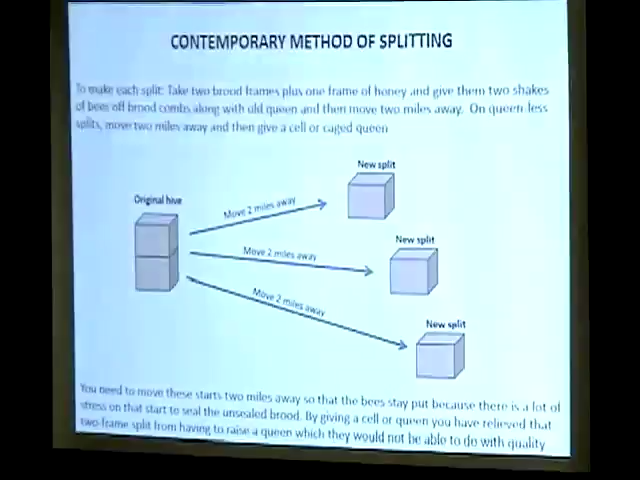 CONTEMPORARY METHOD OF SPLITTING
To make each split: Take two brood frames plus one frame of honey and give them two shakes
of bees off brood combs along with old queen and then move two miles away. On queen less
splits, move two miles away and then give a cell or caged queen
New split
Original hive
Move 2 miles away
New split
Move 2 miles away
Move 2 miles away
New split
You need to move these starts two miles away so that the bees stay put because there is a lot of
stress on that start to seal the unsealed brood. By giving a cell or queen you have relieved that
two-frame split from having to raise a queen which they would not be able to do with quality